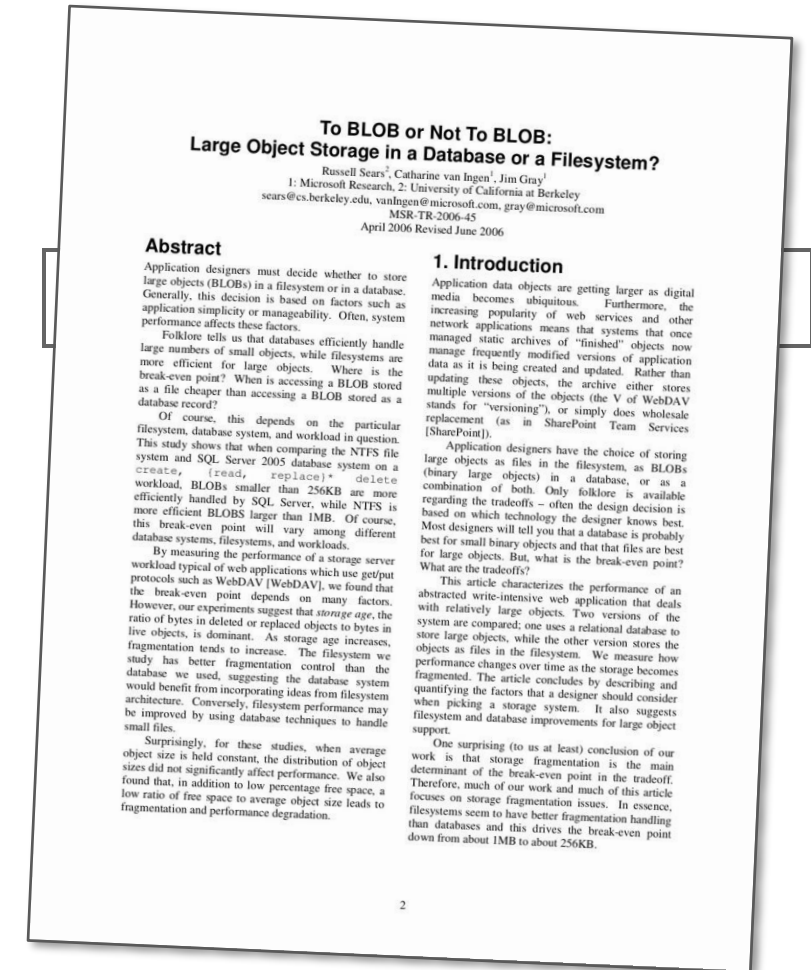 To BLOB or Not To BLOB:
Large Object Storage in a Database or a Filesystem?
Russell Sears², Catharine van Ingen¹, Jim Gray¹
1: Microsoft Research, 2: University of California at Berkeley
sears@cs.berkeley.edu, vanIngen@microsoft.com, gray@microsoft.com
MSR-TR-2006-45
April 2006 Revised June 2006
Abstract
Application designers must decide whether to store
large objects (BLOBs) in a filesystem or in a database.
Generally, this decision is based on factors such as
application simplicity or manageability. Often, system
performance affects these factors.
Folklore tells us that databases efficiently handle
large numbers of small objects, while filesystems are
more efficient for large objects. Where is the
break-even point? When is accessing a BLOB stored
as a file cheaper than accessing a BLOB stored as a
database record?
Of course, this depends on the particular
filesystem, database system, and workload in question.
This study shows that when comparing the NTFS file
system and SQL Server 2005 database system on a
create, {read, replace}* delete
workload, BLOBs smaller than 256KB are more
efficiently handled by SQL Server, while NTFS is
more efficient BLOBS larger than 1MB. Of course,
this break-even point will vary among different
database systems, filesystems, and workloads.
By measuring the performance of a storage server
workload typical of web applications which use get/put
protocols such as WebDAV [WebDAV], we found that
the break-even point depends on many factors.
However, our experiments suggest that storage age, the
ratio of bytes in deleted or replaced objects to bytes in
live objects, is dominant. As storage age increases,
fragmentation tends to increase. The filesystem we
study has better fragmentation control than the
database we used, suggesting the database system
would benefit from incorporating ideas from filesystem
architecture. Conversely, filesystem performance may
be improved by using database techniques to handle
small files.
Surprisingly, for these studies, when average
object size is held constant, the distribution of object
sizes did not significantly affect performance. We also
found that, in addition to low percentage free space, a
low ratio of free space to average object size leads to
fragmentation and performance degradation.
1. Introduction
Application data objects are getting larger as digital
media becomes ubiquitous. Furthermore, the
increasing popularity of web services and other
network applications means that systems that once
managed static archives of “finished” objects now
manage frequently modified versions of application
data as it is being created and updated. Rather than
updating these objects, the archive either stores
multiple versions of the objects (the V of WebDAV
stands for “versioning”), or simply does wholesale
replacement (as in SharePoint Team Services
[SharePoint]).
Application designers have the choice of storing
large objects as files in the filesystem, as BLOBs
(binary large objects) in a database, or as a
combination of both. Only folklore is available
regarding the tradeoffs – often the design decision is
based on which technology the designer knows best.
Most designers will tell you that a database is probably
best for small binary objects and that that files are best
for large objects. But, what is the break-even point?
What are the tradeoffs?
This article characterizes the performance of an
abstracted write-intensive web application that deals
with relatively large objects. Two versions of the
system are compared; one uses a relational database to
store large objects, while the other version stores the
objects as files in the filesystem. We measure how
performance changes over time as the storage becomes
fragmented. The article concludes by describing and
quantifying the factors that a designer should consider
when picking a storage system. It also suggests
filesystem and database improvements for large object
support.
One surprising (to us at least) conclusion of our
work is that storage fragmentation is the main
determinant of the break-even point in the tradeoff.
Therefore, much of our work and much of this article
focuses on storage fragmentation issues. In essence,
filesystems seem to have better fragmentation handling
than databases and this drives the break-even point
down from about 1MB to about 256KB.
2